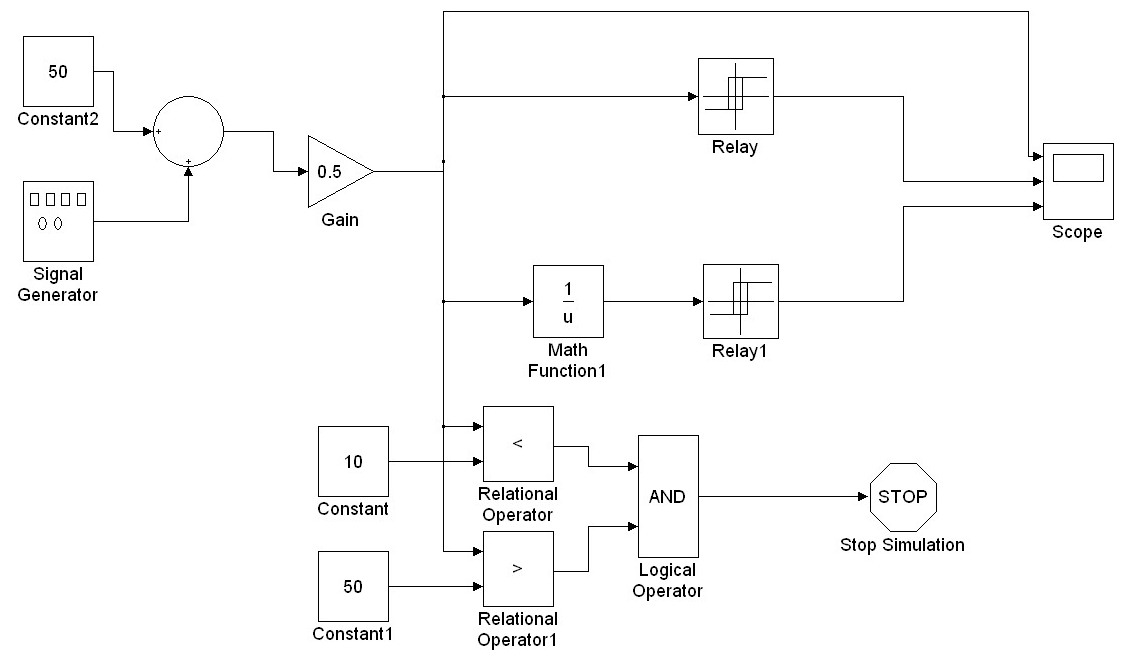 50
Constant2
+
+
Signal
Generator
0.5
Gain
Relay
Scope
1
u
Math
Function1
Relay1
10
Constant
<
Relational
Operator
50
Constant1
>
Relational
Operator1
AND
Logical
Operator
STOP
Stop Simulation